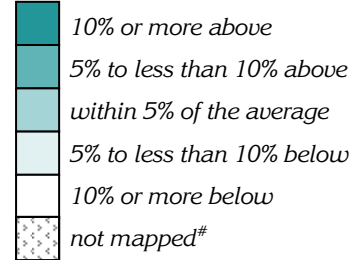 10% or more above
5% to less than 10% above
within 5% of the average
5% to less than 10% below
10% or more below
not mapped#